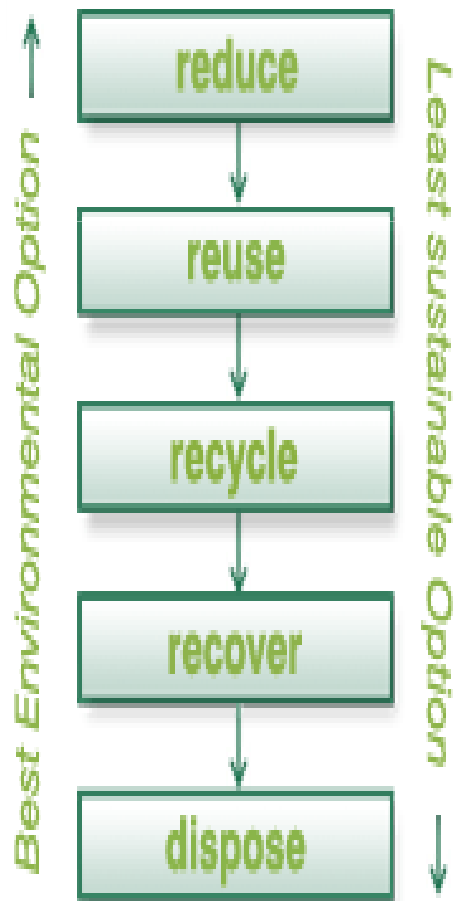 reduce
reuse
recycle
recover
dispose
Best Environmental Option
Least sustainable Option